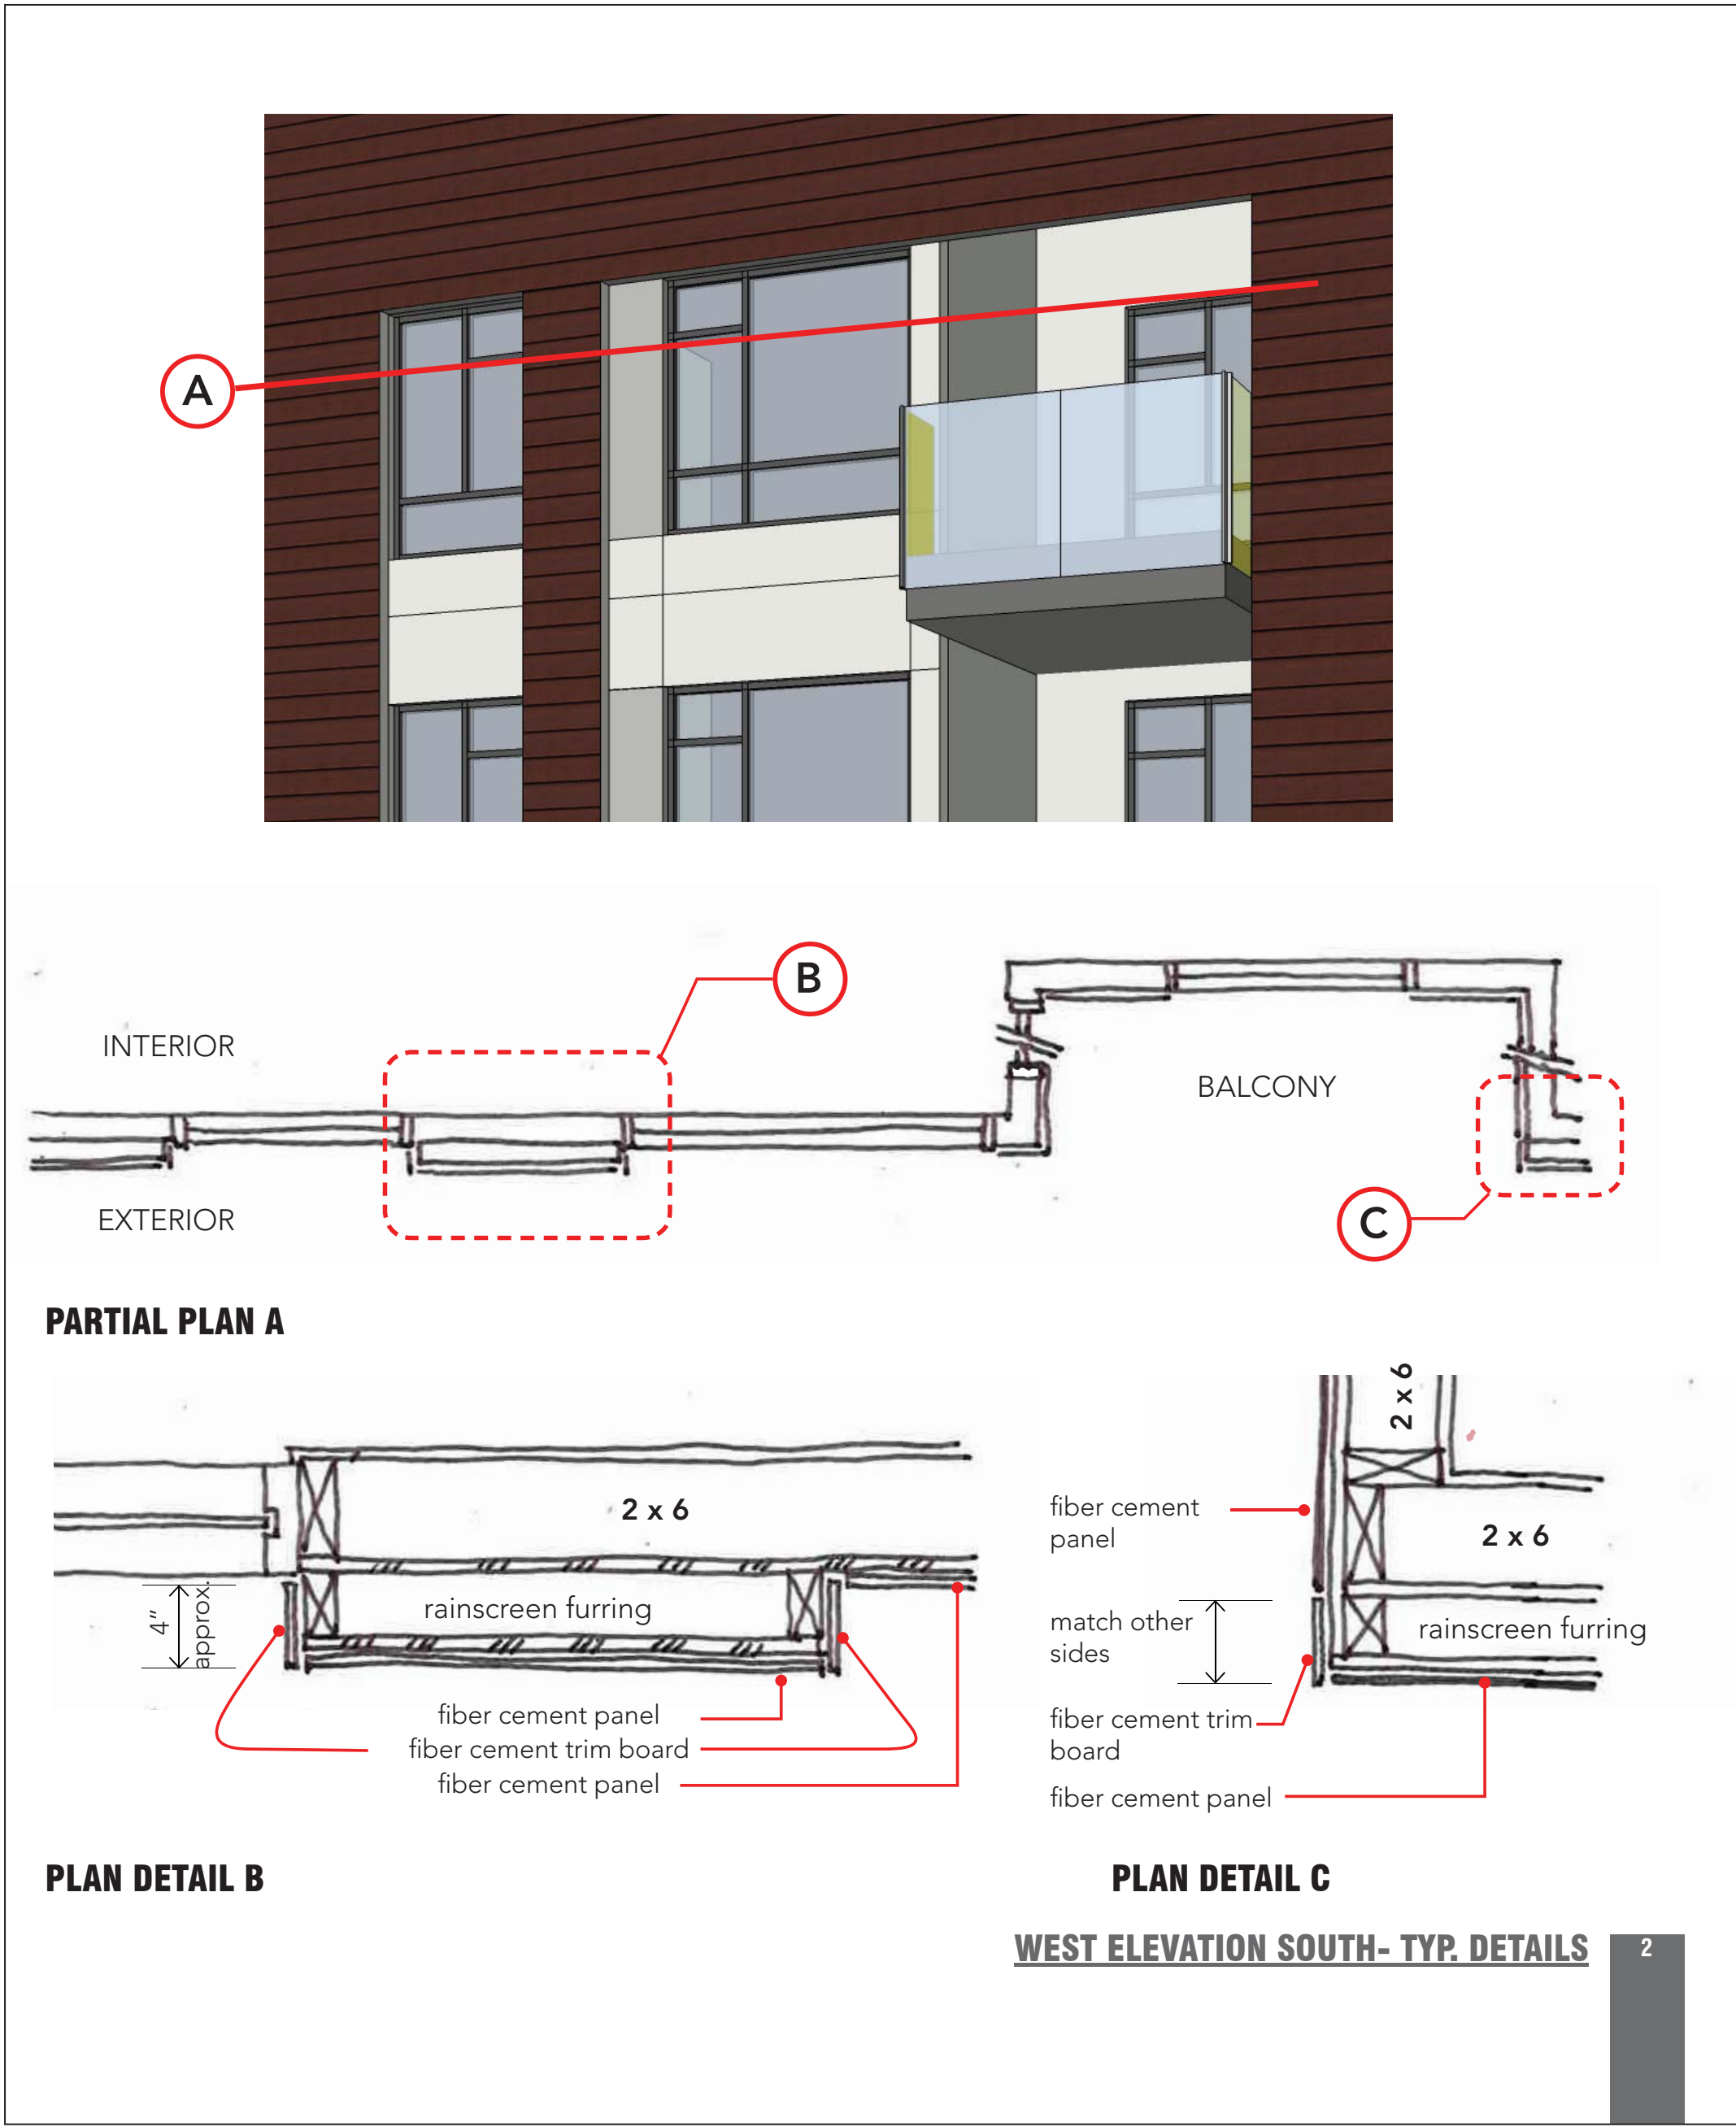 A
B
INTERIOR
BALCONY
EXTERIOR
C
PARTIAL PLAN A
2 x 6
2 x 6
rainscreen furring
4"
approx.
fiber cement panel
fiber cement trim board
fiber cement panel
PLAN DETAIL B
2 x 6
fiber cement
panel
2 x 6
match other
sides
rainscreen furring
fiber cement trim
board
fiber cement panel
PLAN DETAIL C
WEST ELEVATION SOUTH- TYP. DETAILS
2